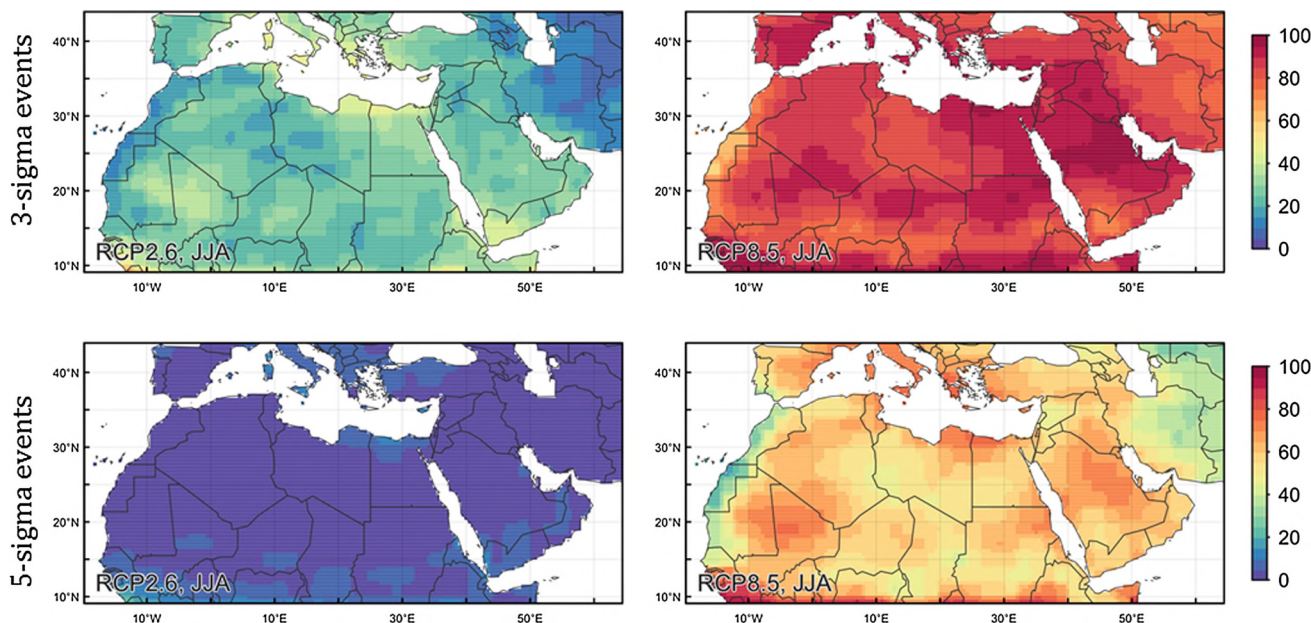 3-sigma events
40°N
30°N
20°N
10°N
RCP2.6, JJA
10°W
10°E
30°E
50°E
40°N
30°N
20°N
10°N
RCP8.5, JJA
10°W
10°E
30°E
50°E
100
80
60
40
20
0
5-sigma events
40°N
30°N
20°N
10°N
RCP2.6, JJA
10°W
10°E
30°E
50°E
40°N
30°N
20°N
10°N
RCP8.5, JJA
10°W
10°E
30°E
50°E
100
80
60
40
20
0